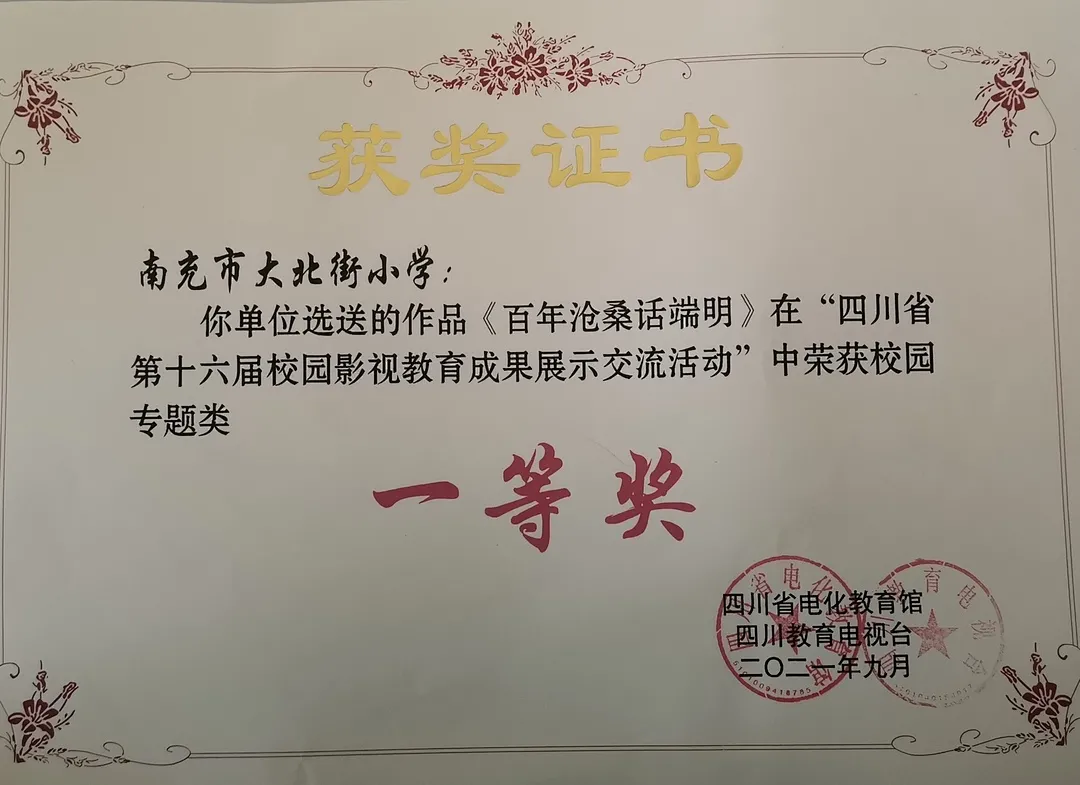 获奖证书
南充市大北街小学：
你单位选送的作品《百年沧桑话端明》在“四川省
第十六届校园影视教育成果展示交流活动”中荣获校园
专题类
一等奖
四川省电化教育馆
四川教育电视台
二〇二一年九月